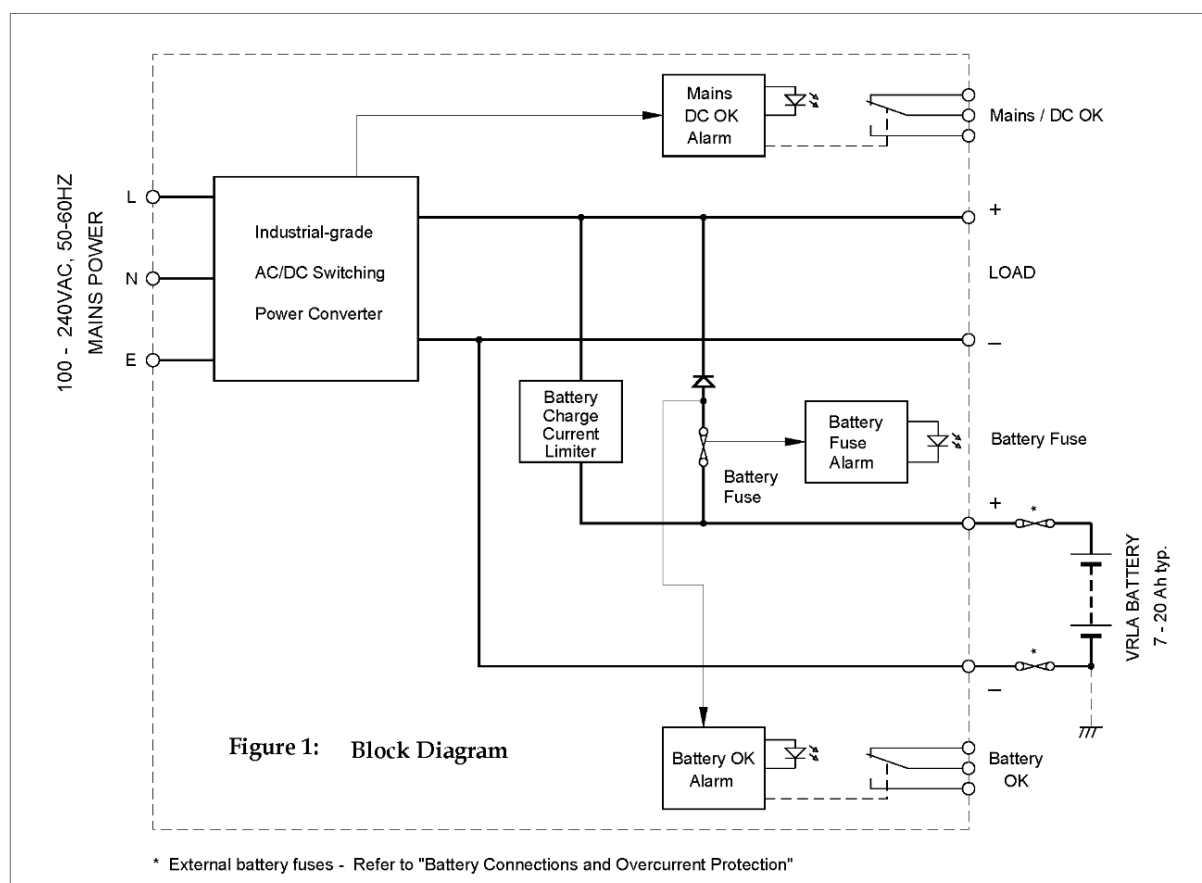 Mains
DC OK
Alarm
Mains / DC OK
100 - 240VAC, 50-60HZ
MAINS POWER
L
N
E
Industrial-grade
AC/DC Switching
Power Converter
+
LOAD
–
Battery
Charge
Current
Limiter
Battery
Fuse
Battery
Fuse
Alarm
Battery Fuse
+
*
VRLA BATTERY
7 - 20 Ah typ.
*
–
Figure 1: Block Diagram
Battery OK
Alarm
Battery
OK
* External battery fuses - Refer to "Battery Connections and Overcurrent Protection"